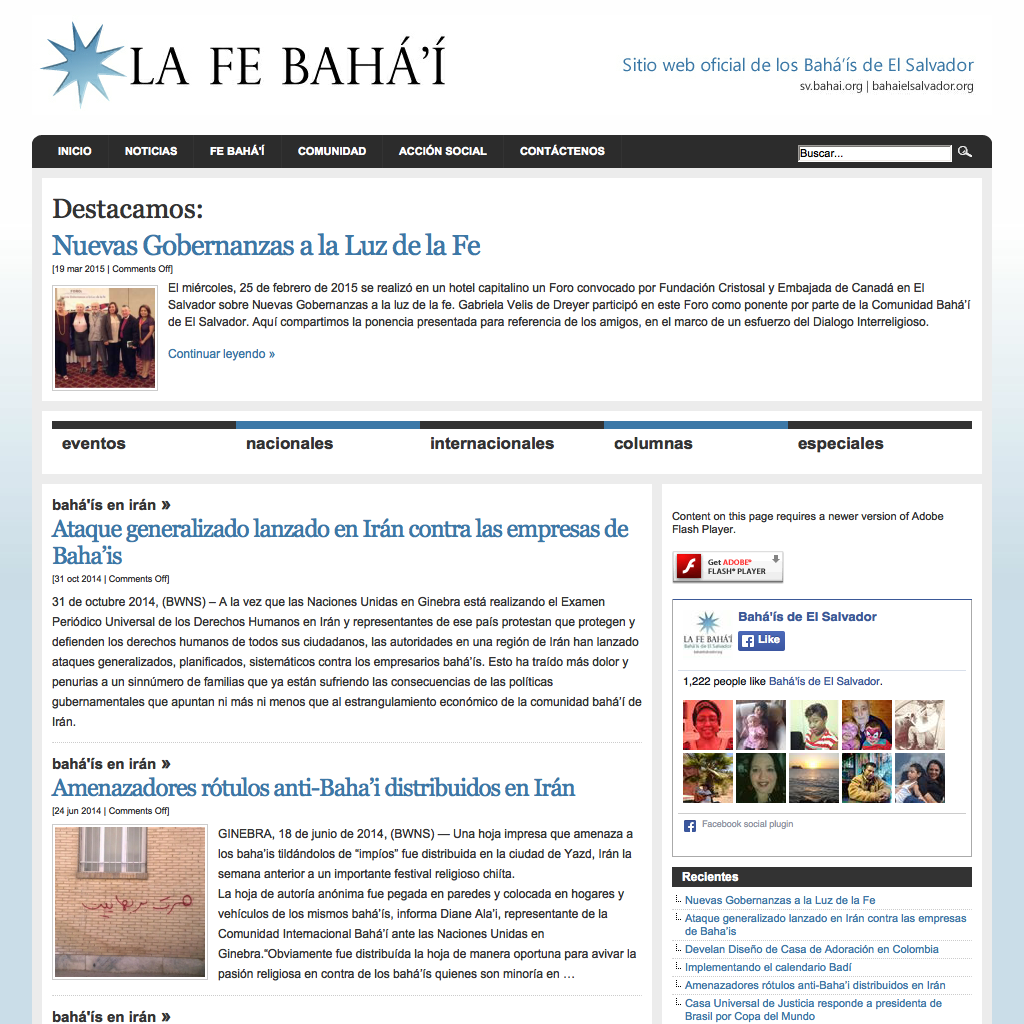 LA FE BAHÁ'Í
Sitio web oficial de los Bahá'ís de El Salvador
sv.bahai.org | bahaielsalvador.org
INICIO NOTICIAS FE BAHÁ'Í COMUNIDAD ACCIÓN SOCIAL CONTÁCTENOS Buscar...
Destacamos:
Nuevas Gobernanzas a la Luz de la Fe
[19 mar 2015 | Comments Off]
El miércoles, 25 de febrero de 2015 se realizó en un hotel capitalino un Foro convocado por Fundación Cristosal y Embajada de Canadá en El
Salvador sobre Nuevas Gobernanzas a la luz de la fe. Gabriela Velis de Dreyer participó en este Foro como ponente por parte de la Comunidad Bahá'í
de El Salvador. Aquí compartimos la ponencia presentada para referencia de los amigos, en el marco de un esfuerzo del Dialogo Interreligioso.
Continuar leyendo »
eventos nacionales internacionales columnas especiales
bahá'ís en irán »
Ataque generalizado lanzado en Irán contra las empresas de
Baha'is
[31 oct 2014 | Comments Off]
31 de octubre 2014, (BWNS) – A la vez que las Naciones Unidas en Ginebra está realizando el Examen
Periódico Universal de los Derechos Humanos en Irán y representantes de ese país protestan que protegen y
defienden los derechos humanos de todos sus ciudadanos, las autoridades en una región de Irán han lanzado
ataques generalizados, planificados, sistemáticos contra los empresarios bahá'ís. Esto ha traído más dolor y
penurias a un sinnúmero de familias que ya están sufriendo las consecuencias de las políticas
gubernamentales que apuntan ni más ni menos que al estrangulamiento económico de la comunidad bahá'í de
Irán.
bahá'ís en irán »
Amenazadores rótulos anti-Baha'i distribuidos en Irán
[24 jun 2014 | Comments Off]
GINEBRA, 18 de junio de 2014, (BWNS) — Una hoja impresa que amenaza a
los baha'is tildándolos de “impíos” fue distribuida en la ciudad de Yazd, Irán la
semana anterior a un importante festival religioso chiíta.
La hoja de autoría anónima fue pegada en paredes y colocada en hogares y
vehículos de los mismos bahá'ís, informa Diane Ala'i, representante de la
Comunidad Internacional Bahá'í ante las Naciones Unidas en
Ginebra.“Obviamente fue distribuída la hoja de manera oportuna para avivar la
pasión religiosa en contra de los bahá'ís quienes son minoría en …
bahá'ís en irán »
Content on this page requires a newer version of Adobe
Flash Player.
Get ADOBE®
FLASH® PLAYER
LA FE BAHÁ'Í
Bahá'ís de El Salvador
Like
1,222 people like Bahá'ís de El Salvador.
Facebook social plugin
Recientes
Nuevas Gobernanzas a la Luz de la Fe
Ataque generalizado lanzado en Irán contra las empresas
de Baha'is
Develan Diseño de Casa de Adoración en Colombia
Implementando el calendario Badí
Amenazadores rótulos anti-Baha'i distribuidos en Irán
Casa Universal de Justicia responde a presidenta de
Brasil por Copa del Mundo